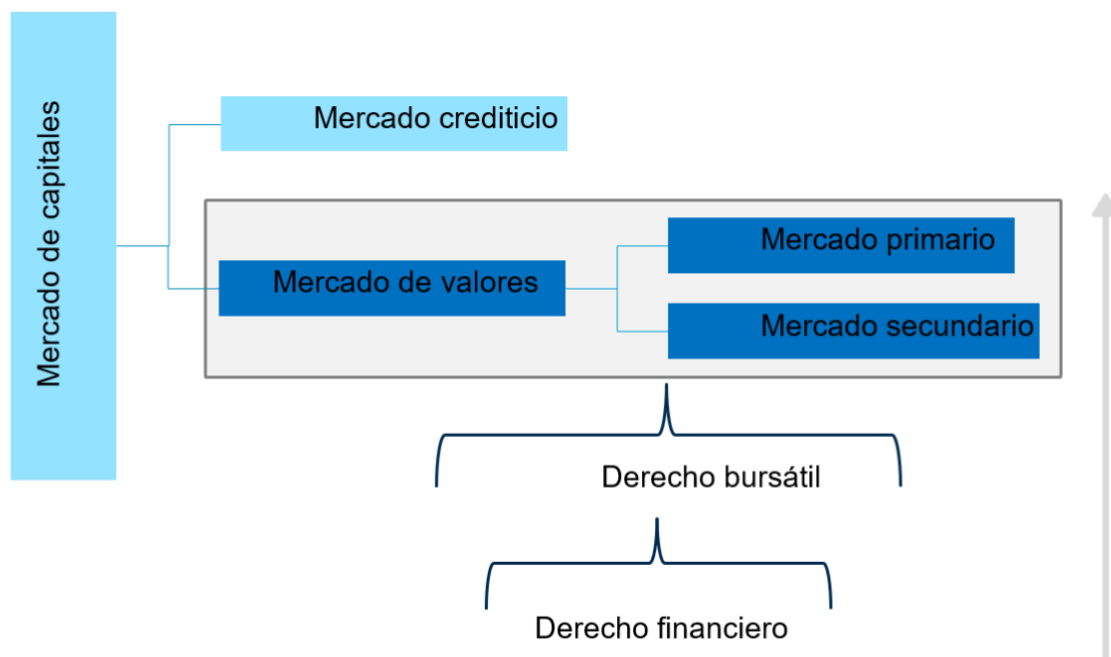 Mercado de capitales
Mercado crediticio
Mercado de valores
Mercado primario
Mercado secundario
Derecho bursátil
Derecho financiero